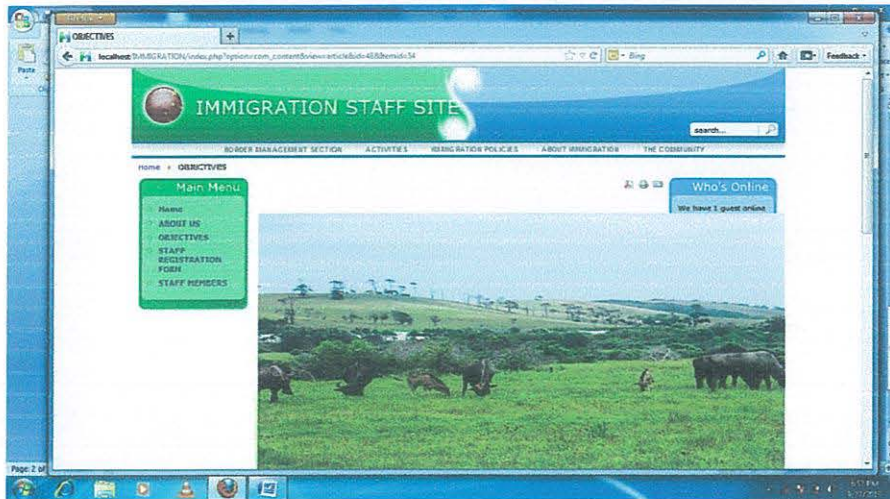 OBJECTIVES
localhost/IMMIGRATION/index.php?option=com_content&view=article&id=48&Itemid=54
Bing
Feedback
Paste
IMMIGRATION STAFF SITE
search...
BORDER MANAGEMENT SECTION ACTIVITIES IMMIGRATION POLICIES ABOUT IMMIGRATION THE COMMUNITY
Home OBJECTIVES
Main Menu
Home
ABOUT US
OBJECTIVES
STAFF
REGISTRATION
FORM
STAFF MEMBERS
Who's Online
We have 1 guest online
Page: 2 of